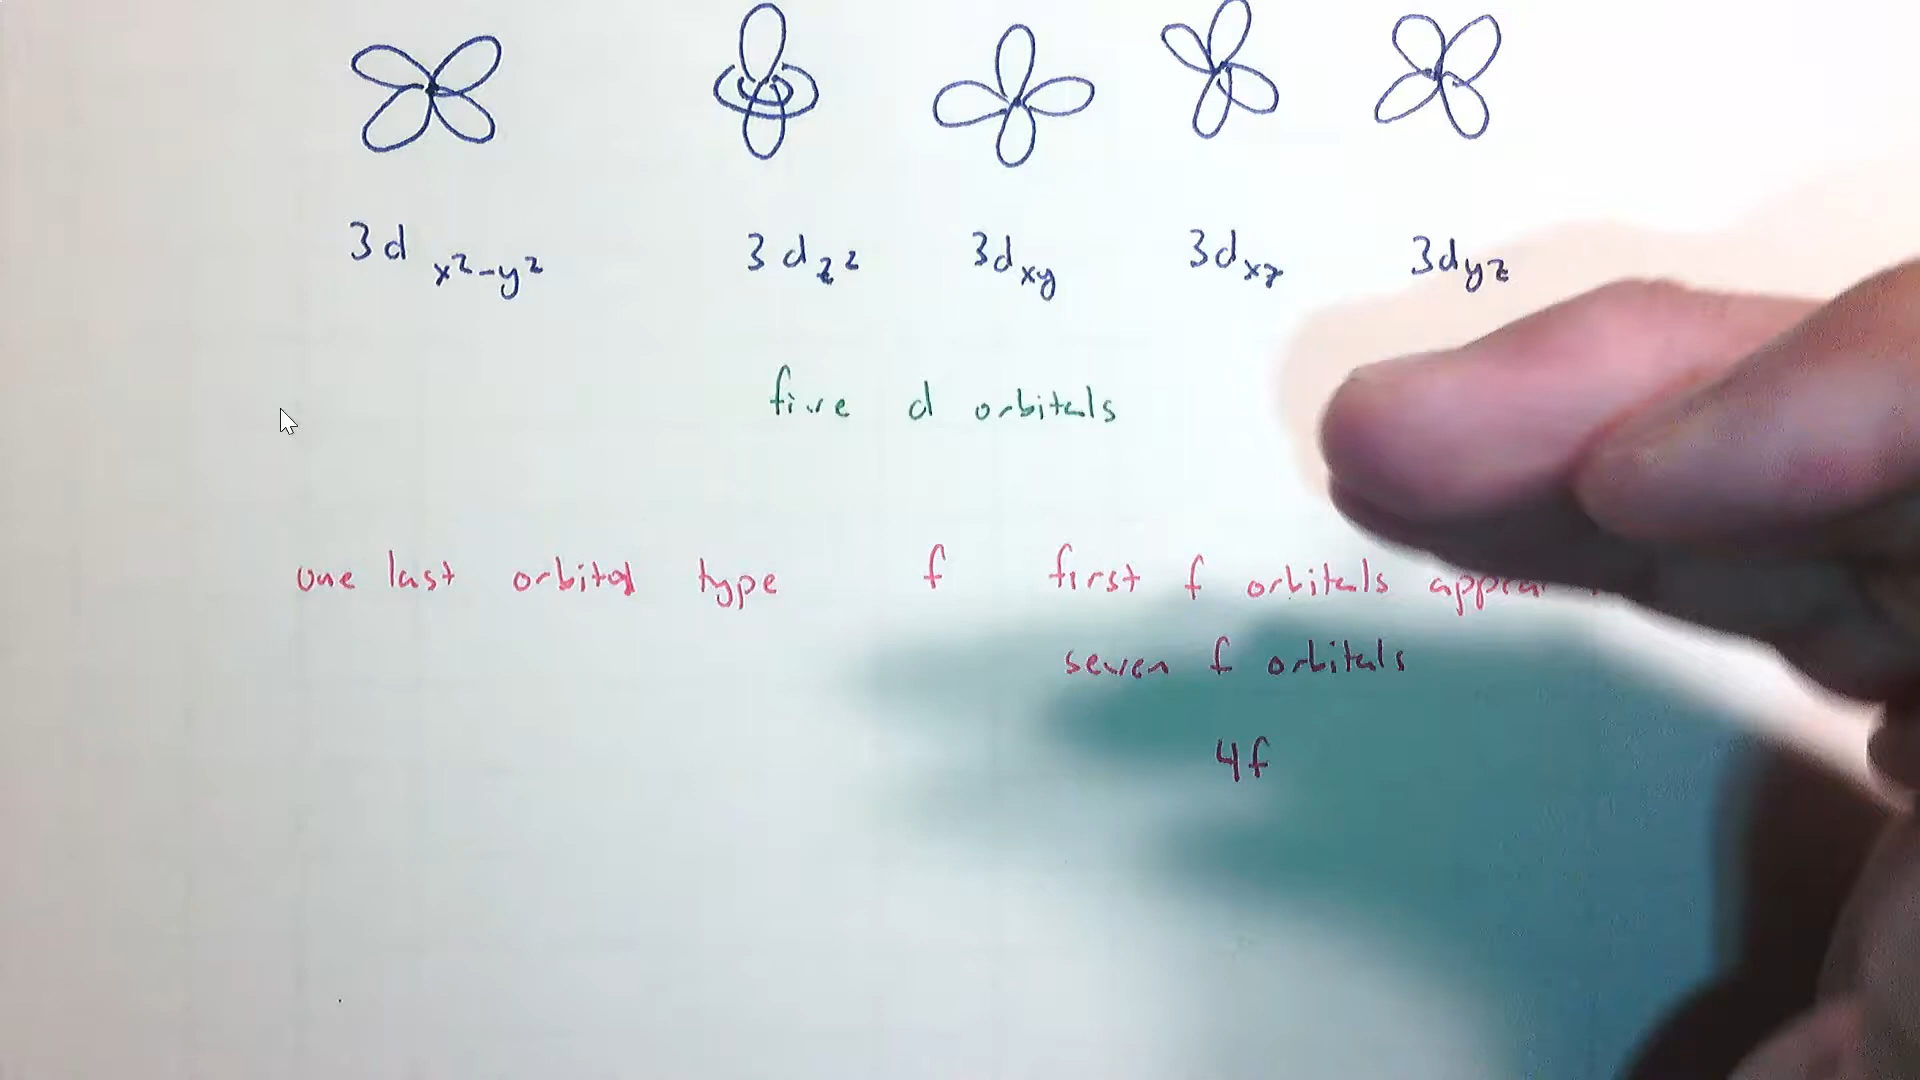 3d x²-y² 3dz² 3dxy 3dxz 3dyz
five d orbitals
one last orbital type f first f orbitals
seven f orbitals
4f